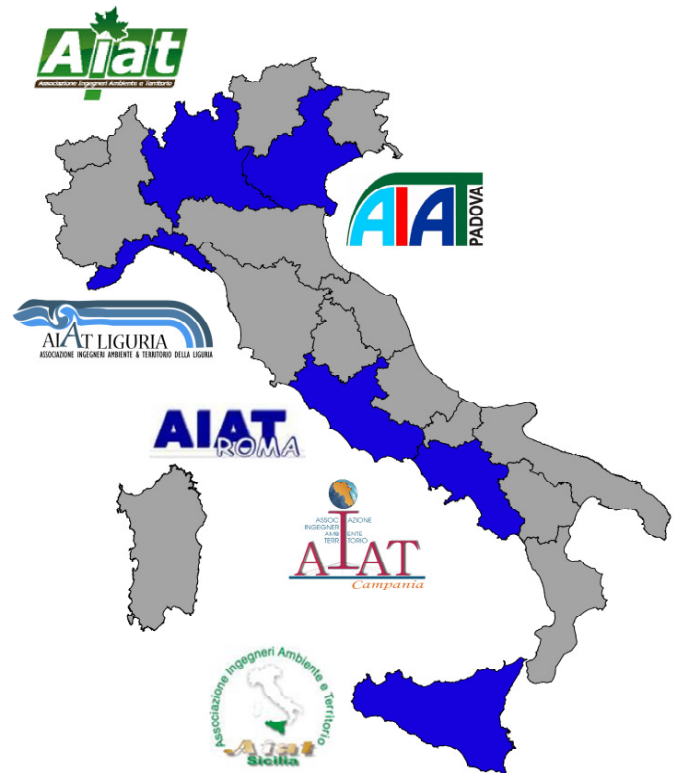 Aiat
Associazione Ingegneri Ambiente e Territorio
AIAT
PADOVA
AIAT LIGURIA
ASSOCIAZIONE INGEGNERI AMBIENTE & TERRITORIO DELLA LIGURIA
AIAT
ROMA
ASSOCIAZIONE
INGEGNERI
AMBIENTE
TERRITORIO
AIAT
Campania
Associazione Ingegneri Ambiente e Territorio
Aiat
Sicilia